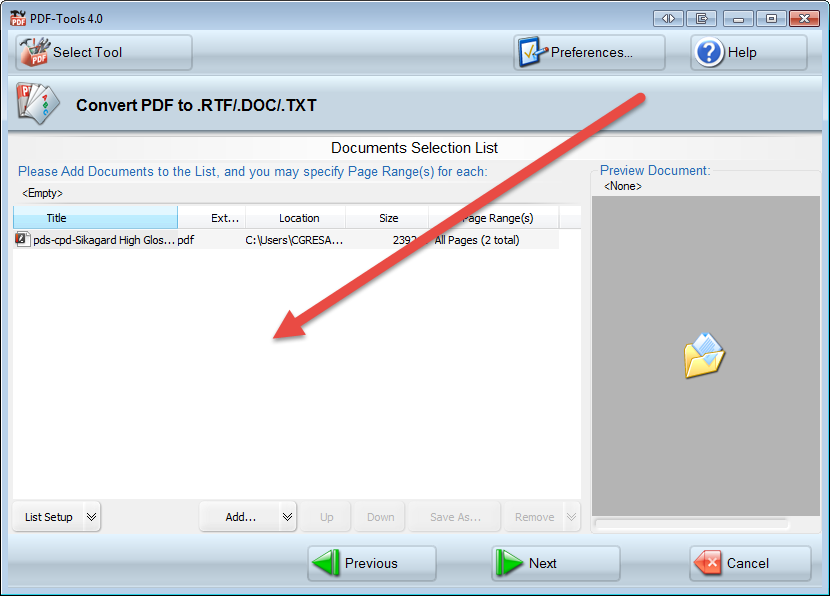 PDF-Tools 4.0
Select Tool
Preferences...
Help
Convert PDF to .RTF/.DOC/.TXT
Documents Selection List
Please Add Documents to the List, and you may specify Page Range(s) for each:
Preview Document:
<Empty>
<None>
Title Ext... Location Size Page Range(s)
pds-cpd-Sikagard High Glos... pdf C:\Users\CGRESA... 2392 All Pages (2 total)
List Setup Add... Up Down Save As... Remove
Previous Next Cancel